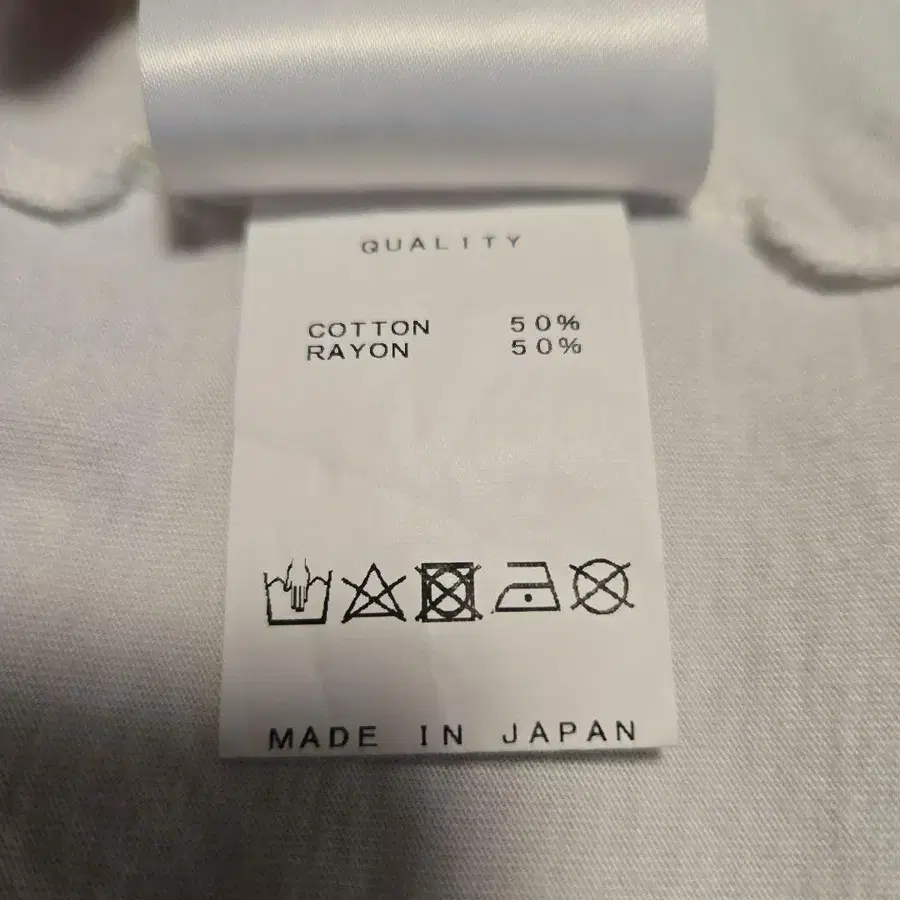 QUALITY
COTTON 50%
RAYON 50%
MADE IN JAPAN